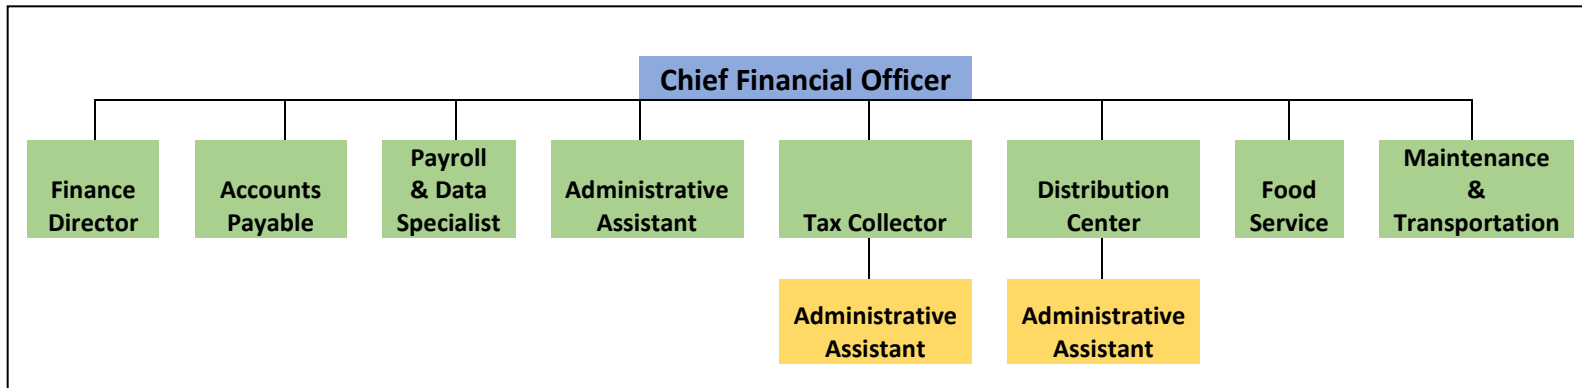 Chief Financial Officer
Finance
Director
Accounts
Payable
Payroll
& Data
Specialist
Administrative
Assistant
Tax Collector
Distribution
Center
Food
Service
Maintenance
&
Transportation
Administrative
Assistant
Administrative
Assistant